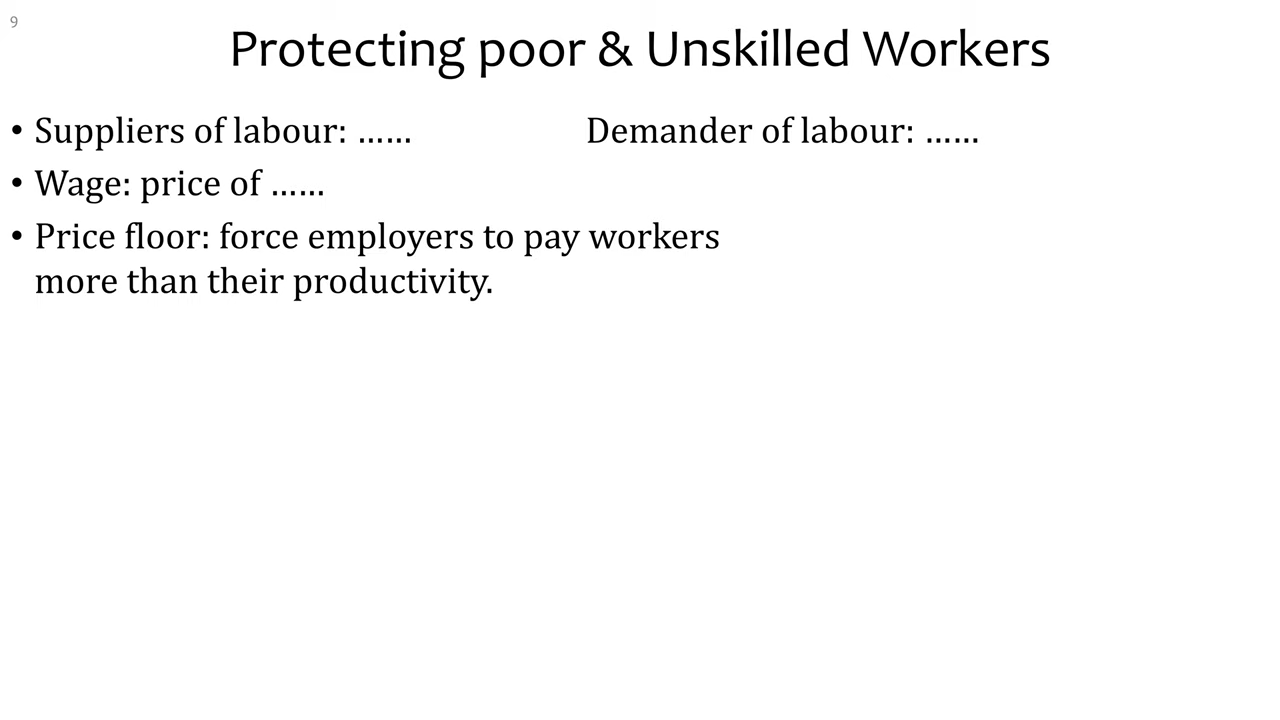 9
Protecting poor & Unskilled Workers
• Suppliers of labour: ...... Demander of labour: ......
• Wage: price of ......
• Price floor: force employers to pay workers
more than their productivity.